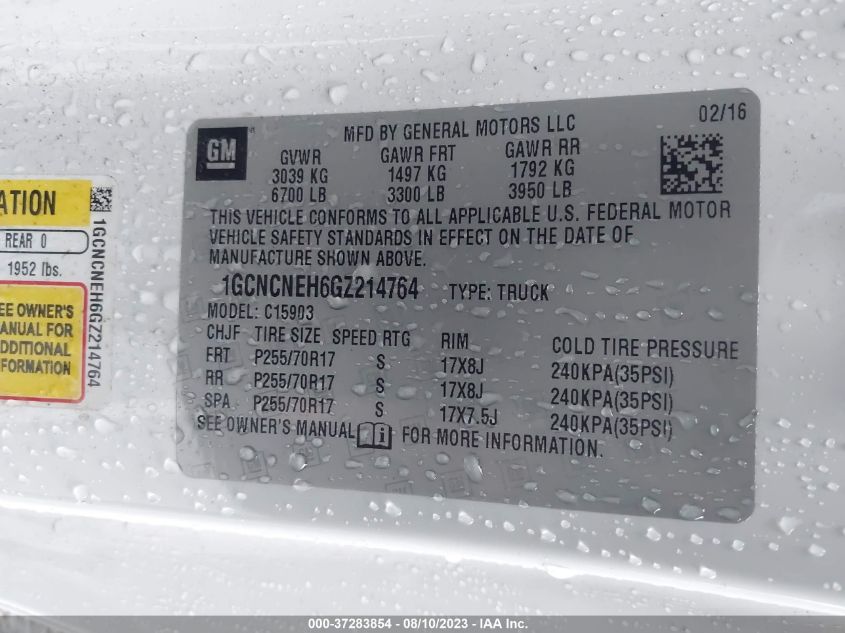 ATION
REAR 0
1952 lbs.
EE OWNER'S
ANUAL FOR
DDITIONAL
INFORMATION
1GCNCNEH6GZ214764
GM
MFD BY GENERAL MOTORS LLC
02/16
GVWR GAWR FRT GAWR RR
3039 KG 1497 KG 1792 KG
6700 LB 3300 LB 3950 LB
THIS VEHICLE CONFORMS TO ALL APPLICABLE U.S. FEDERAL MOTOR
VEHICLE SAFETY STANDARDS IN EFFECT ON THE DATE OF
MANUFACTURE SHOWN ABOVE.
1GCNCNEH6GZ214764 TYPE: TRUCK
MODEL: C15903
CHJF TIRE SIZE SPEED RTG RIM COLD TIRE PRESSURE
FRT P255/70R17 S 17X8J 240KPA(35PSI)
RR P255/70R17 S 17X8J 240KPA(35PSI)
SPA P255/70R17 S 17X7.5J 240KPA(35PSI)
SEE OWNER'S MANUAL FOR MORE INFORMATION.
000-37283854 - 08/10/2023 - IAA Inc.